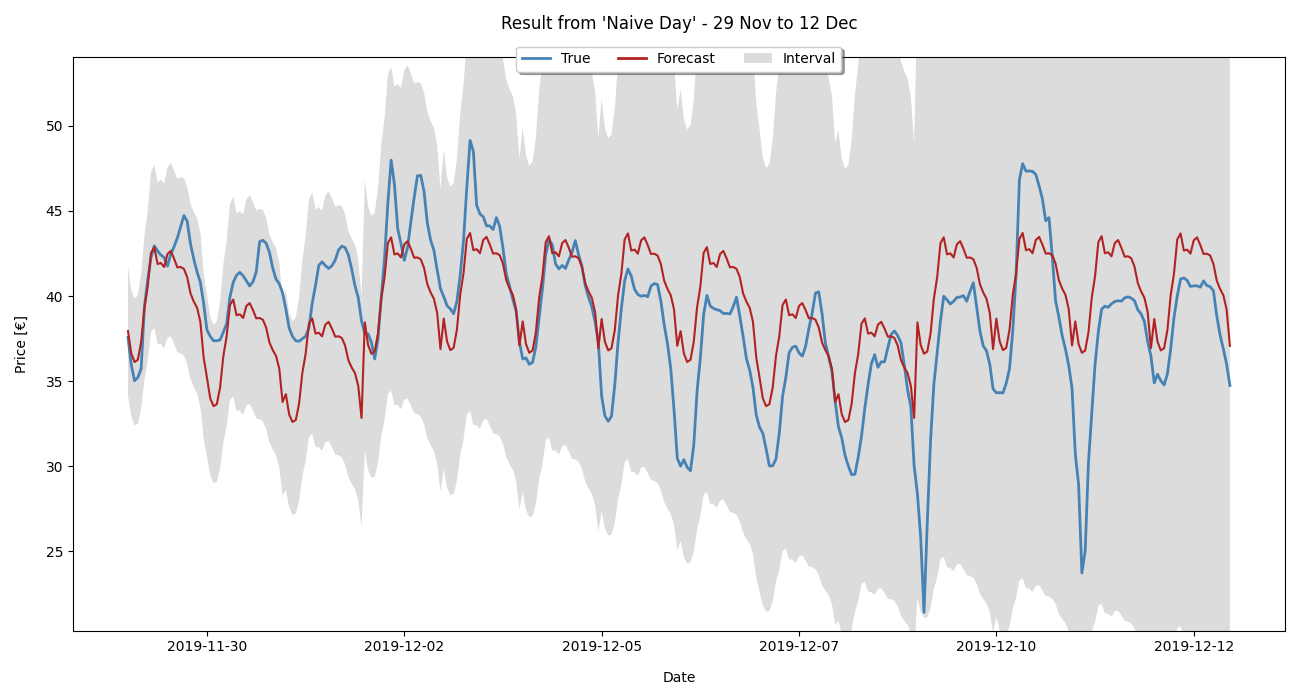 Result from 'Naive Day' - 29 Nov to 12 Dec
True Forecast Interval
Price [€]
50
45
40
35
30
25
2019-11-30 2019-12-02 2019-12-05 2019-12-07 2019-12-10 2019-12-12
Date